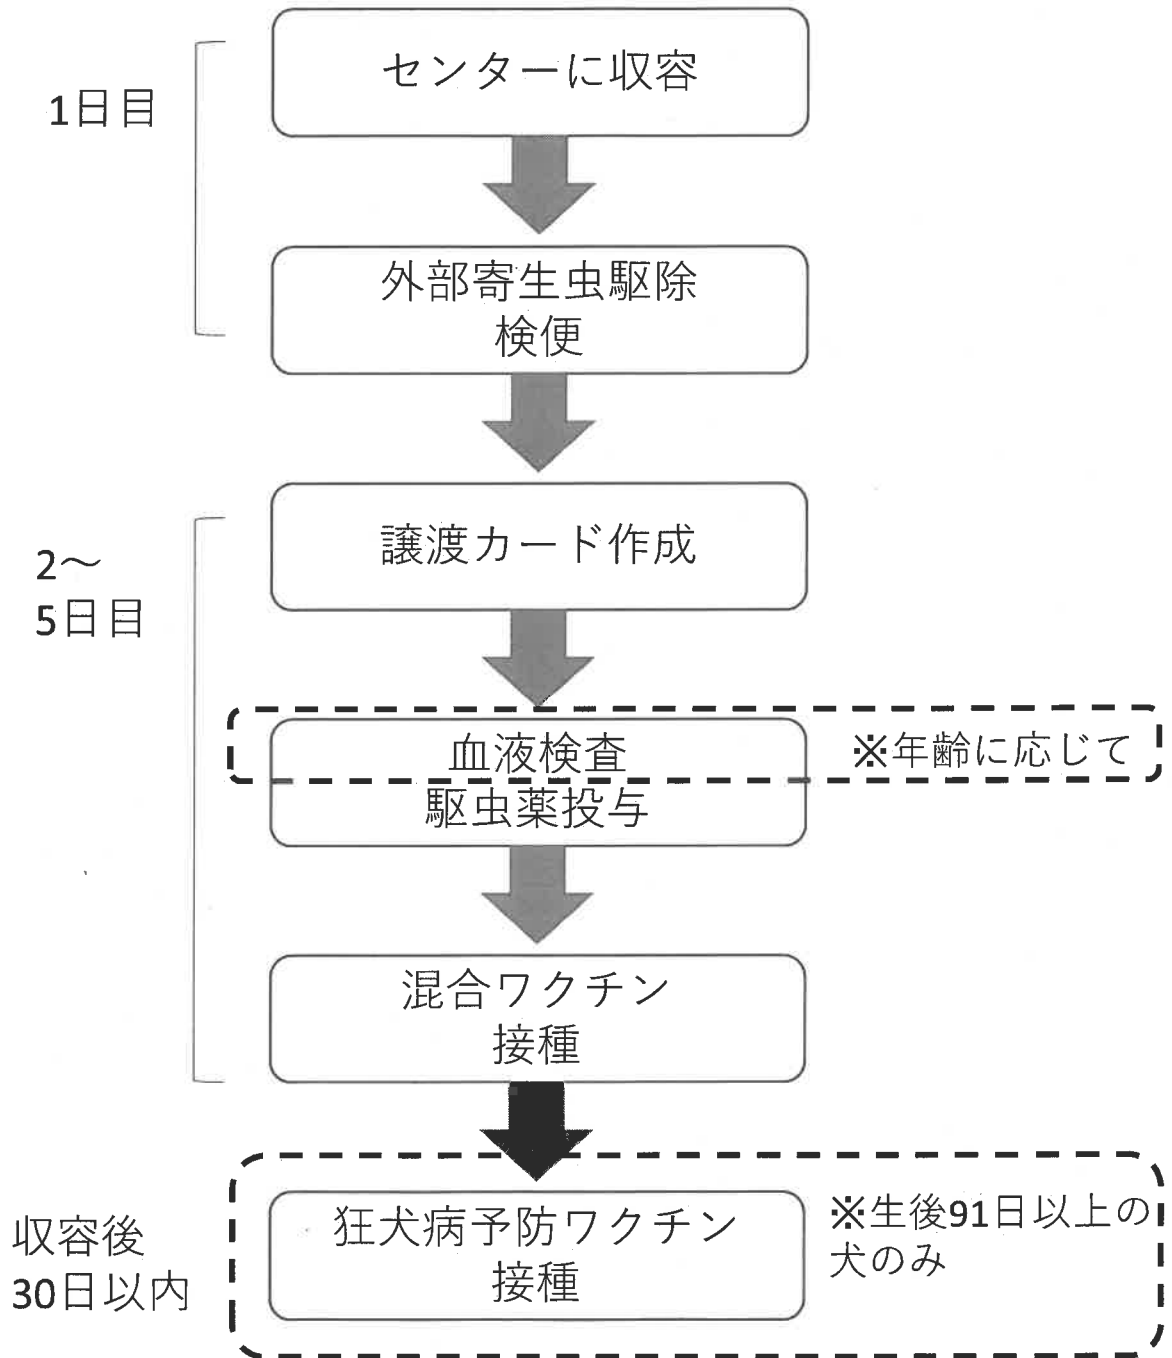 1日目
センターに収容
外部寄生虫駆除
検便
2～
5日目
譲渡カード作成
血液検査
※年齢に応じて
駆虫薬投与
混合ワクチン
接種
収容後
30日以内
狂犬病予防ワクチン
接種
※生後91日以上の
犬のみ